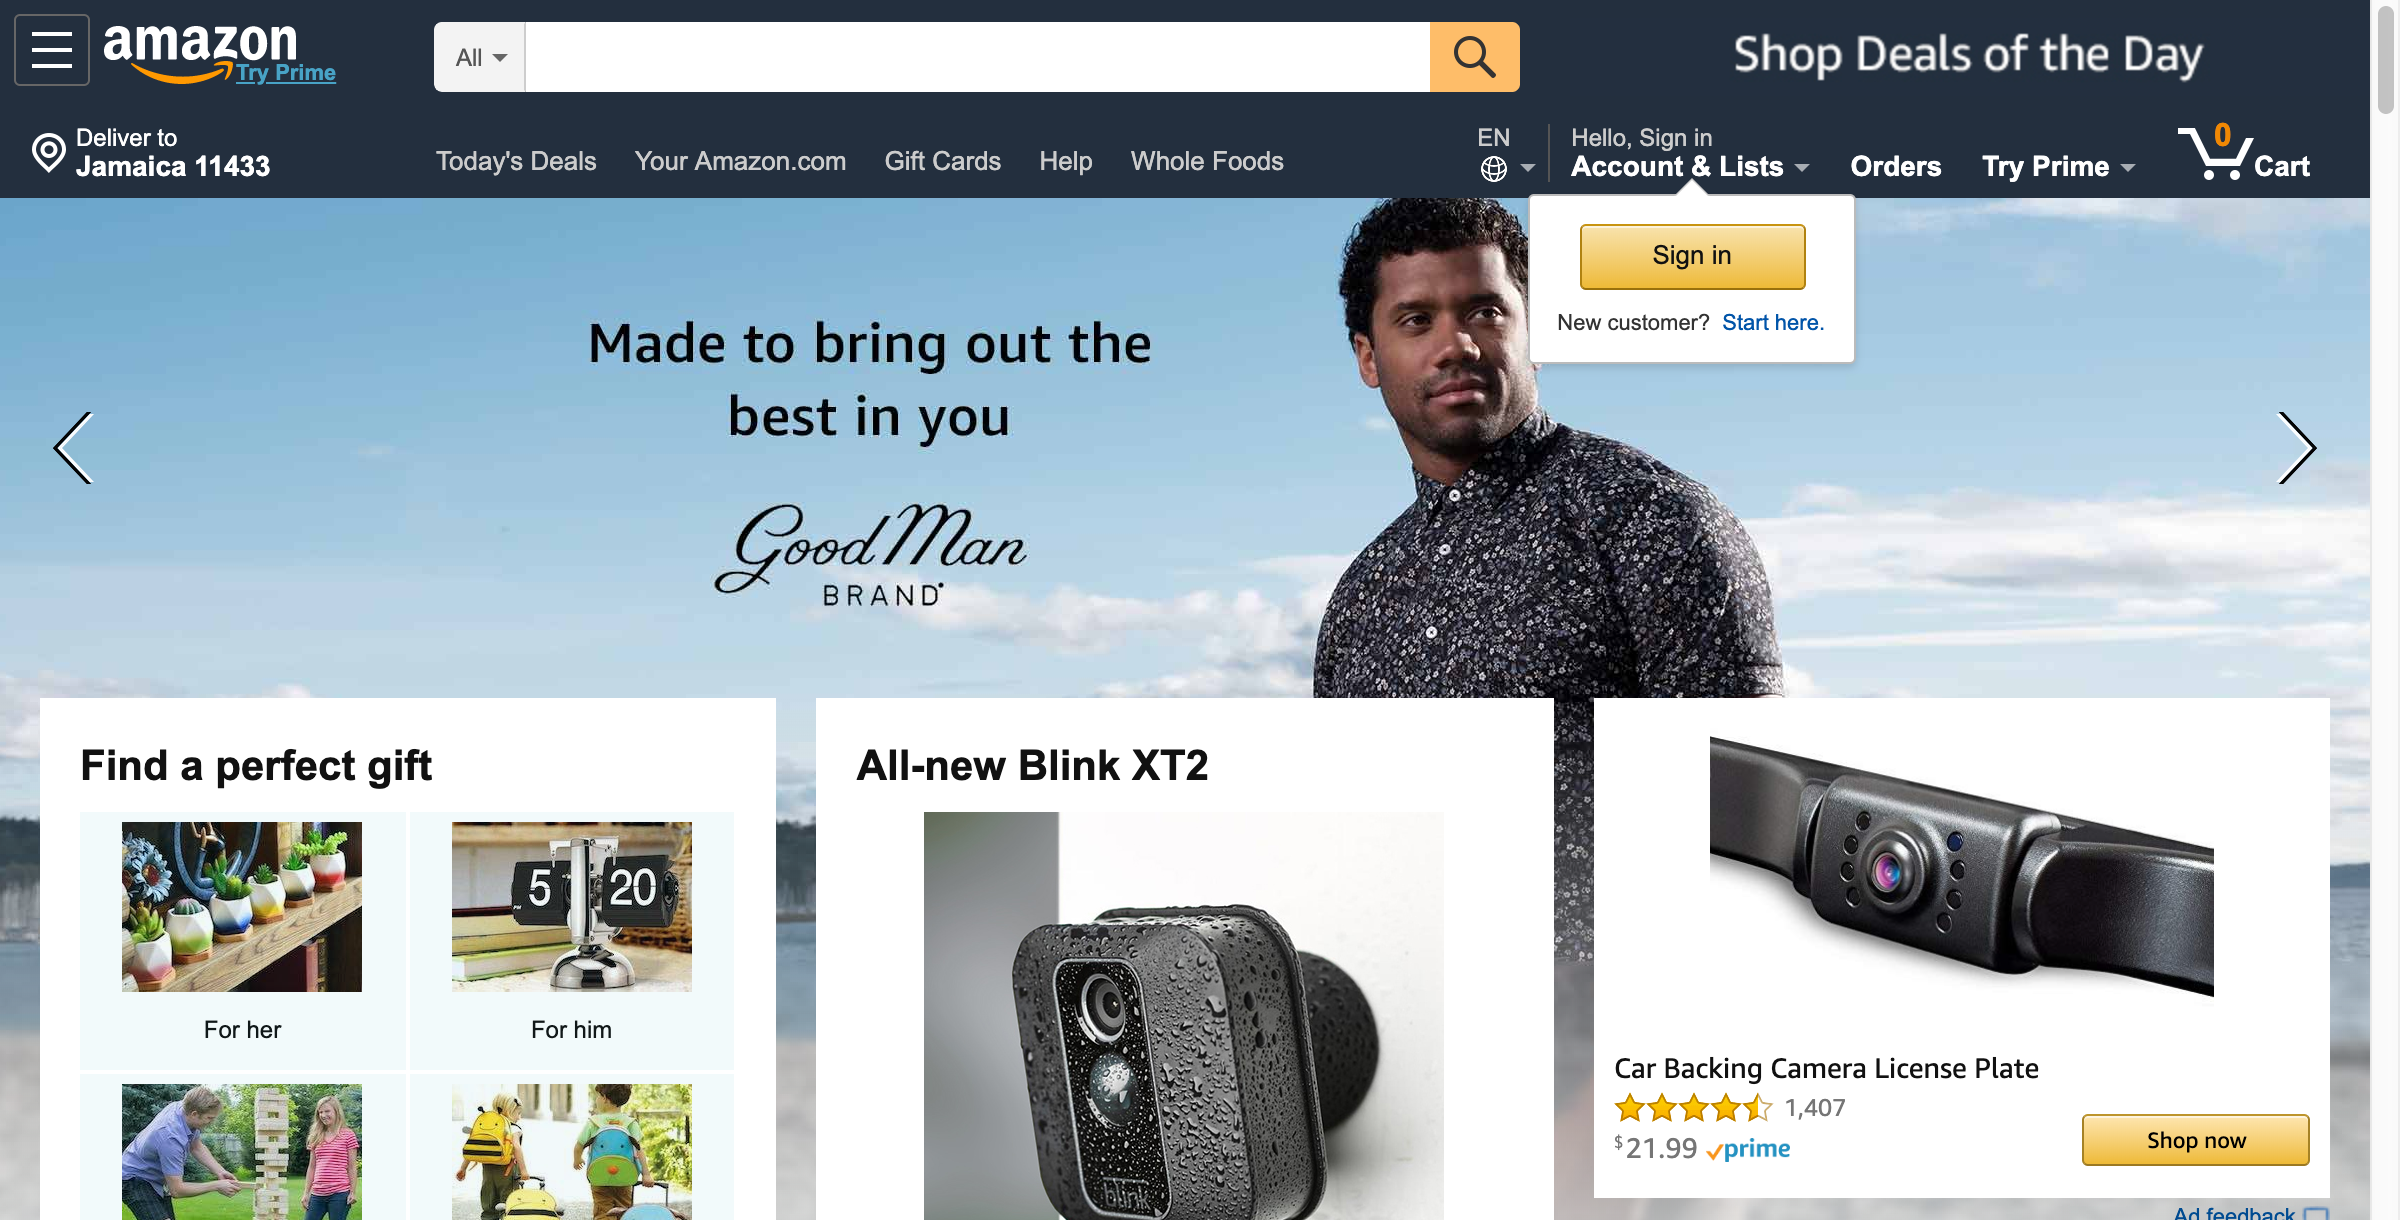 amazon
Try Prime
All
Shop Deals of the Day
Deliver to
Jamaica 11433
Today's Deals
Your Amazon.com
Gift Cards
Help
Whole Foods
EN
Hello, Sign in
Account & Lists
Orders
Try Prime
0
Cart
Sign in
New customer? Start here.
Made to bring out the
best in you
Good Man
BRAND
Find a perfect gift
5
20
For her
For him
All-new Blink XT2
blink
Car Backing Camera License Plate
1,407
$21.99 prime
Shop now
Ad feedback